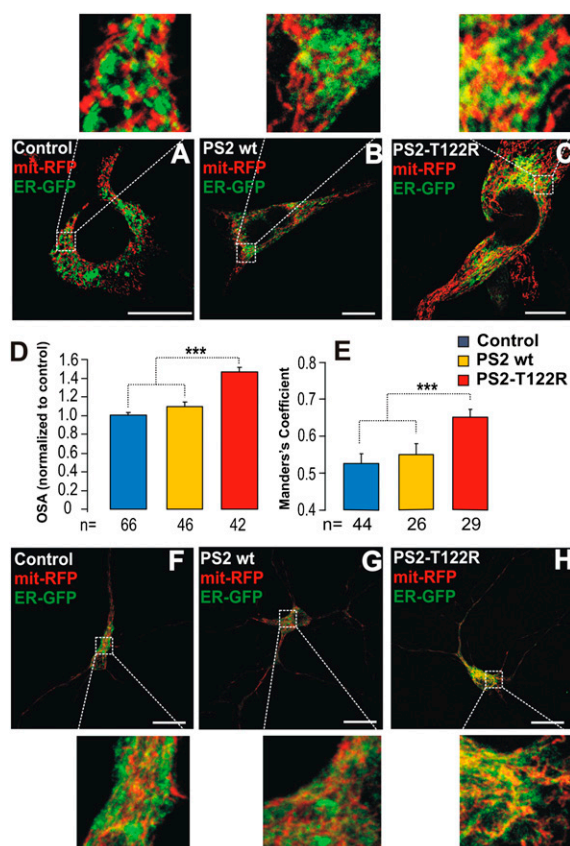 Control A
mit-RFP
ER-GFP
PS2 wt B
mit-RFP
ER-GFP
PS2-T122R C
mit-RFP
ER-GFP
D
OSA (normalized to control)
1.6
1.4
1.2
1.0
0.8
0.6
0.4
0.2
0
***
n= 66 46 42
E
Manders's Coefficient
0.8
0.7
0.6
0.5
0.4
***
Control
PS2 wt
PS2-T122R
n= 44 26 29
Control F
mit-RFP
ER-GFP
PS2 wt G
mit-RFP
ER-GFP
PS2-T122R H
mit-RFP
ER-GFP